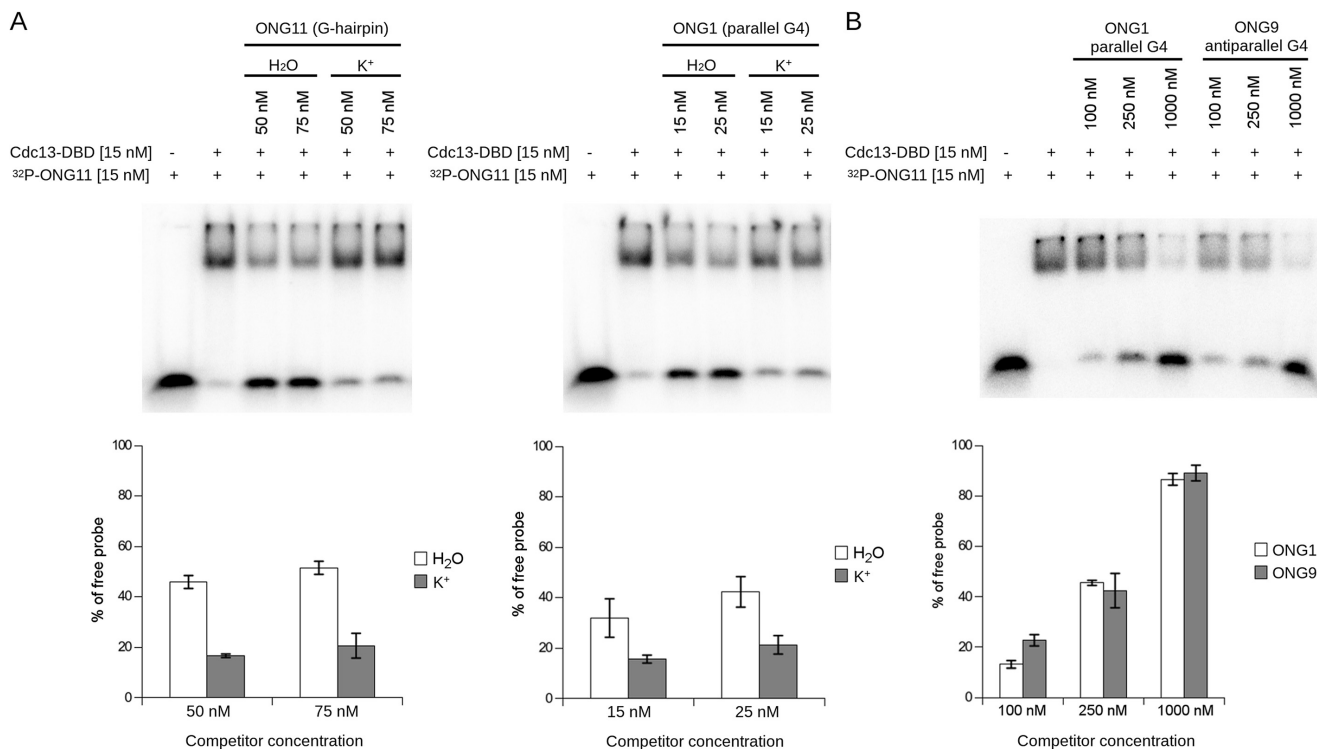 A
ONG11 (G-hairpin)
H₂O K⁺
50 nM 75 nM 50 nM 75 nM
Cdc13-DBD [15 nM] - + + + + +
³²P-ONG11 [15 nM] + + + + + +
100
80
60
40
20
0
% of free probe
50 nM 75 nM
Competitor concentration
H₂O
K⁺
ONG1 (parallel G4)
H₂O K⁺
15 nM 25 nM 15 nM 25 nM
Cdc13-DBD [15 nM] - + + + + +
³²P-ONG11 [15 nM] + + + + + +
100
80
60
40
20
0
% of free probe
15 nM 25 nM
Competitor concentration
H₂O
K⁺
B
ONG1 ONG9
parallel G4 antiparallel G4
100 nM 250 nM 1000 nM 100 nM 250 nM 1000 nM
Cdc13-DBD [15 nM] - + + + + + + +
³²P-ONG11 [15 nM] + + + + + + + +
100
80
60
40
20
0
% of free probe
100 nM 250 nM 1000 nM
Competitor concentration
ONG1
ONG9